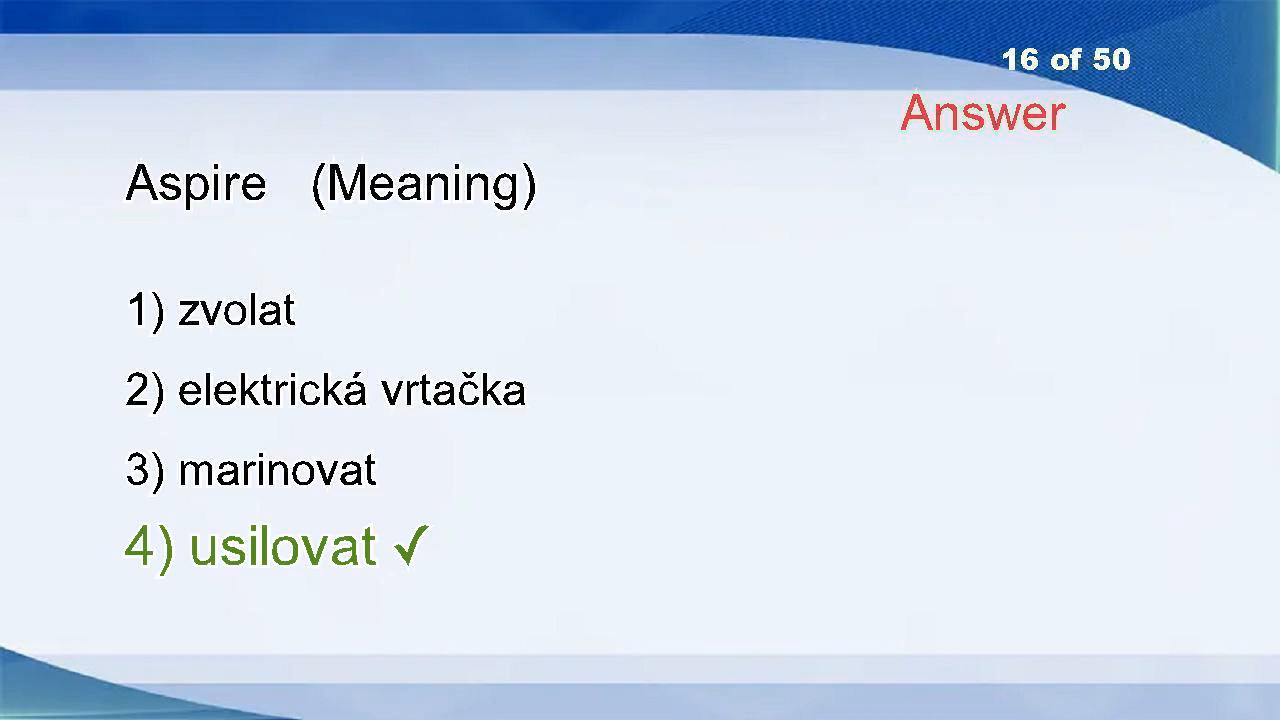 16 of 50
Answer
Aspire (Meaning)
1) zvolat
2) elektrická vrtačka
3) marinovat
4) usilovat ✓